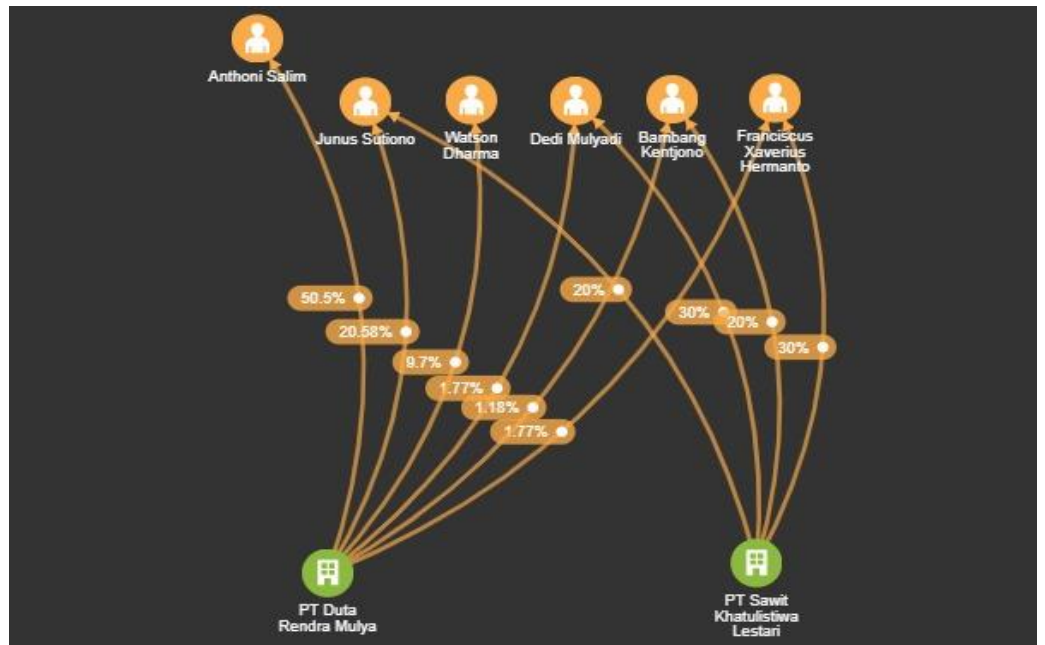 Anthoni Salim
Junus Sutiono
Watson
Dharma
Dedi Mulyadi
Bambang
Kentjono
Franciscus
Xaverius
Hermanto
50.5%
20.58%
9.7%
1.77%
1.18%
1.77%
20%
30%
20%
30%
PT Duta
Rendra Mulya
PT Sawit
Khatulistiwa
Lestari